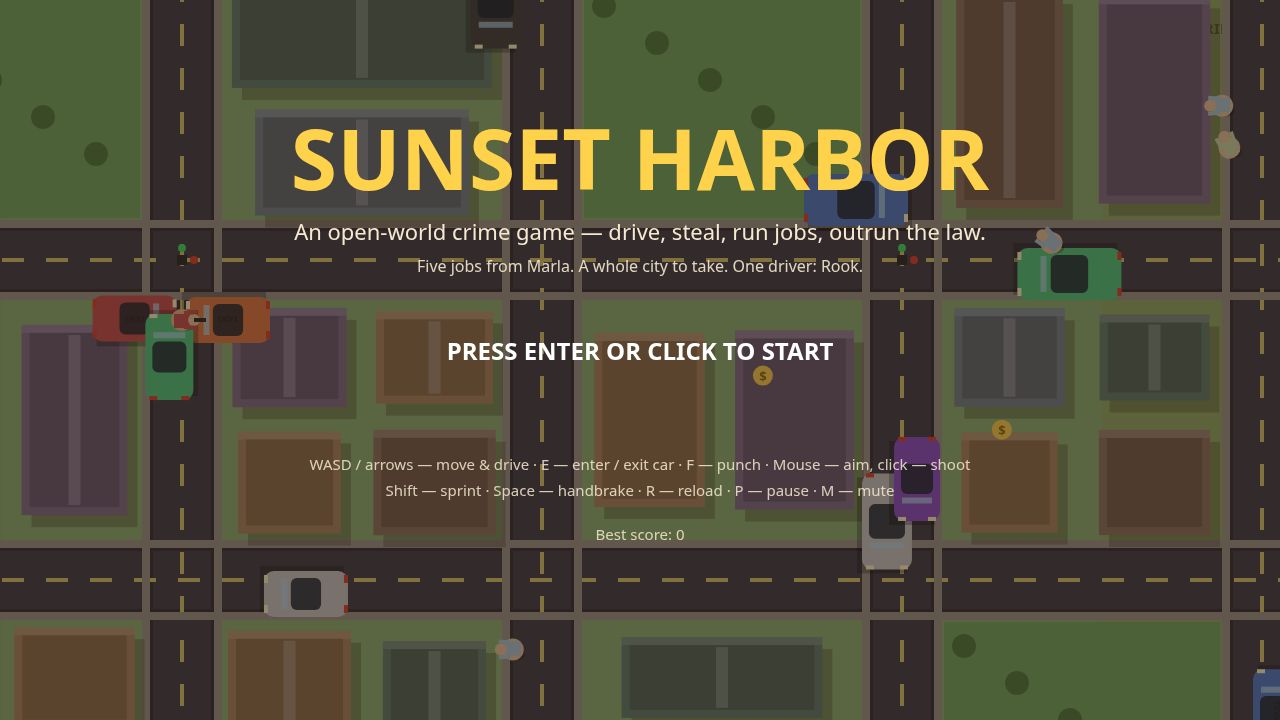 SUNSET HARBOR
An open-world crime game — drive, steal, run jobs, outrun the law.
Five jobs from Marla. A whole city to take. One driver: Rook.
PRESS ENTER OR CLICK TO START
$
$
WASD / arrows — move & drive · E — enter / exit car · F — punch · Mouse — aim, click — shoot
Shift — sprint · Space — handbrake · R — reload · P — pause · M — mute
Best score: 0